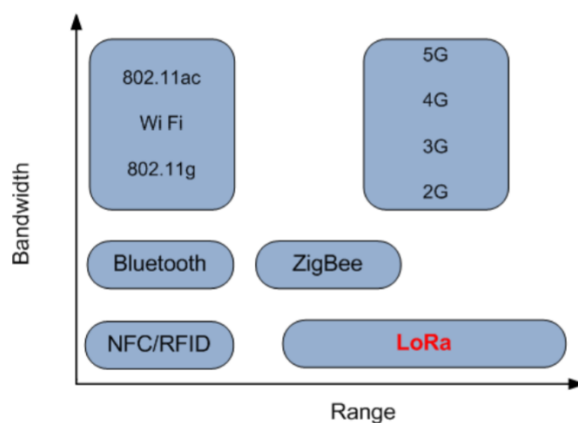 Bandwidth
802.11ac
Wi Fi
802.11g
5G
4G
3G
2G
Bluetooth
ZigBee
NFC/RFID
LoRa
Range